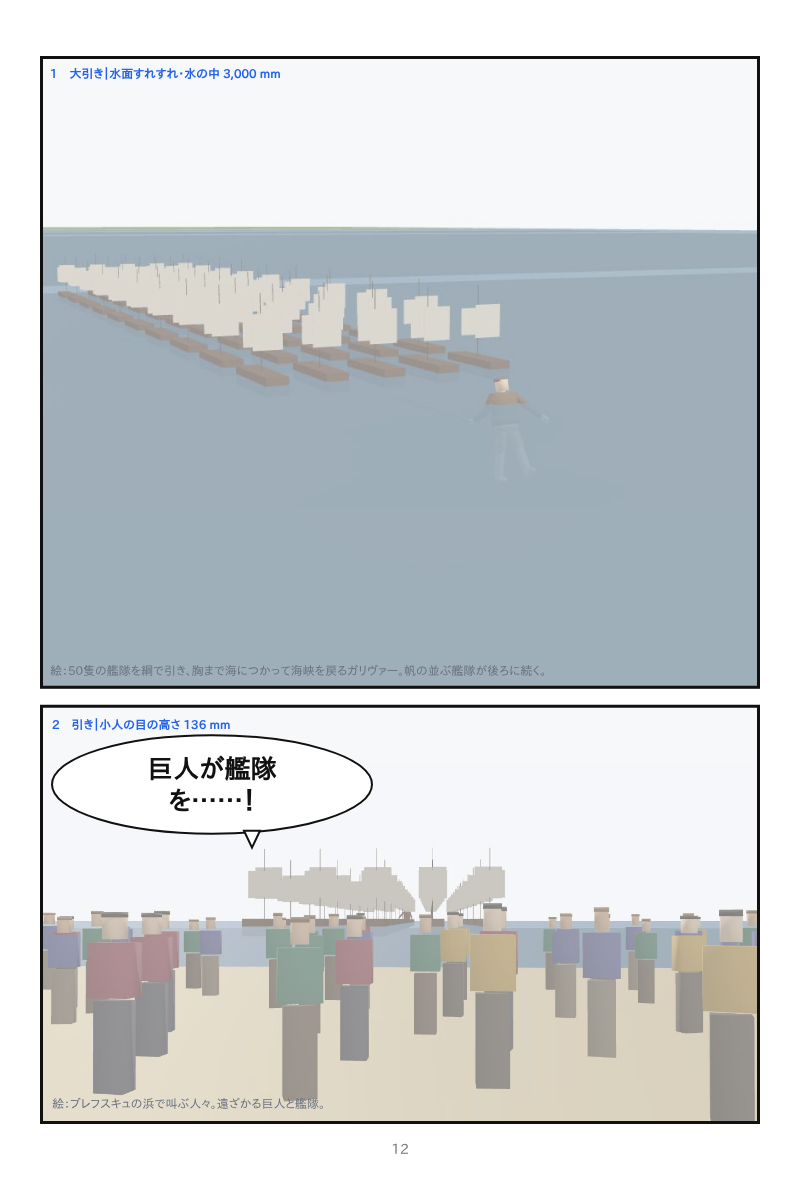 1 大引き|水面すれすれ・水の中 3,000 mm
絵:50隻の艦隊を綱で引き、胸まで海につかって海峡を戻るガリヴァー。帆の並ぶ艦隊が後ろに続く。
2 引き|小人の目の高さ 136 mm
巨人が艦隊
を……!
絵:ブレフスキュの浜で叫ぶ人々。遠ざかる巨人と艦隊。
12